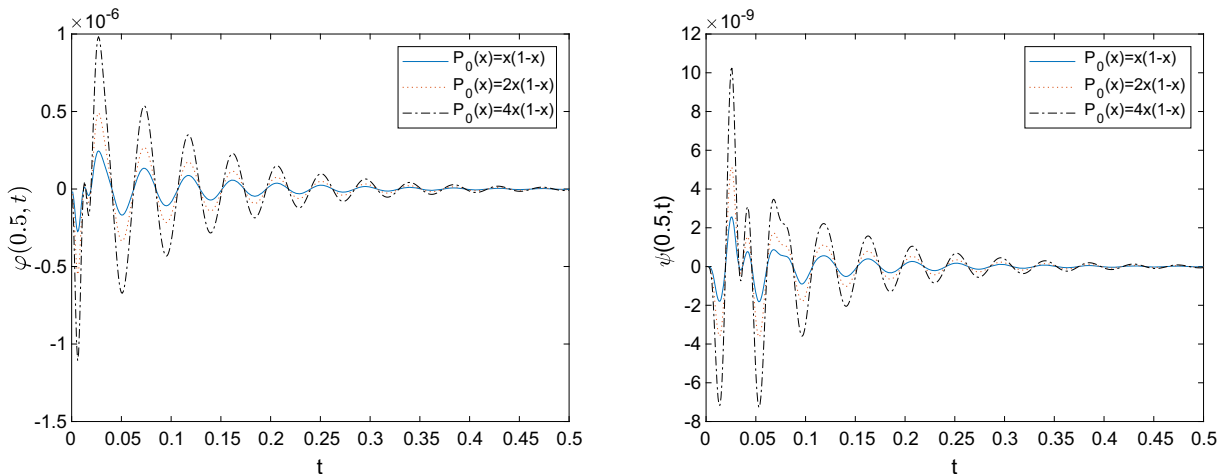 ×10^-6
1
0.5
0
-0.5
-1
-1.5
φ(0.5, t)
P_0(x)=x(1-x)
P_0(x)=2x(1-x)
P_0(x)=4x(1-x)
0 0.05 0.1 0.15 0.2 0.25 0.3 0.35 0.4 0.45 0.5
t
×10^-9
12
10
8
6
4
2
0
-2
-4
-6
-8
ψ(0.5,t)
P_0(x)=x(1-x)
P_0(x)=2x(1-x)
P_0(x)=4x(1-x)
0 0.05 0.1 0.15 0.2 0.25 0.3 0.35 0.4 0.45 0.5
t